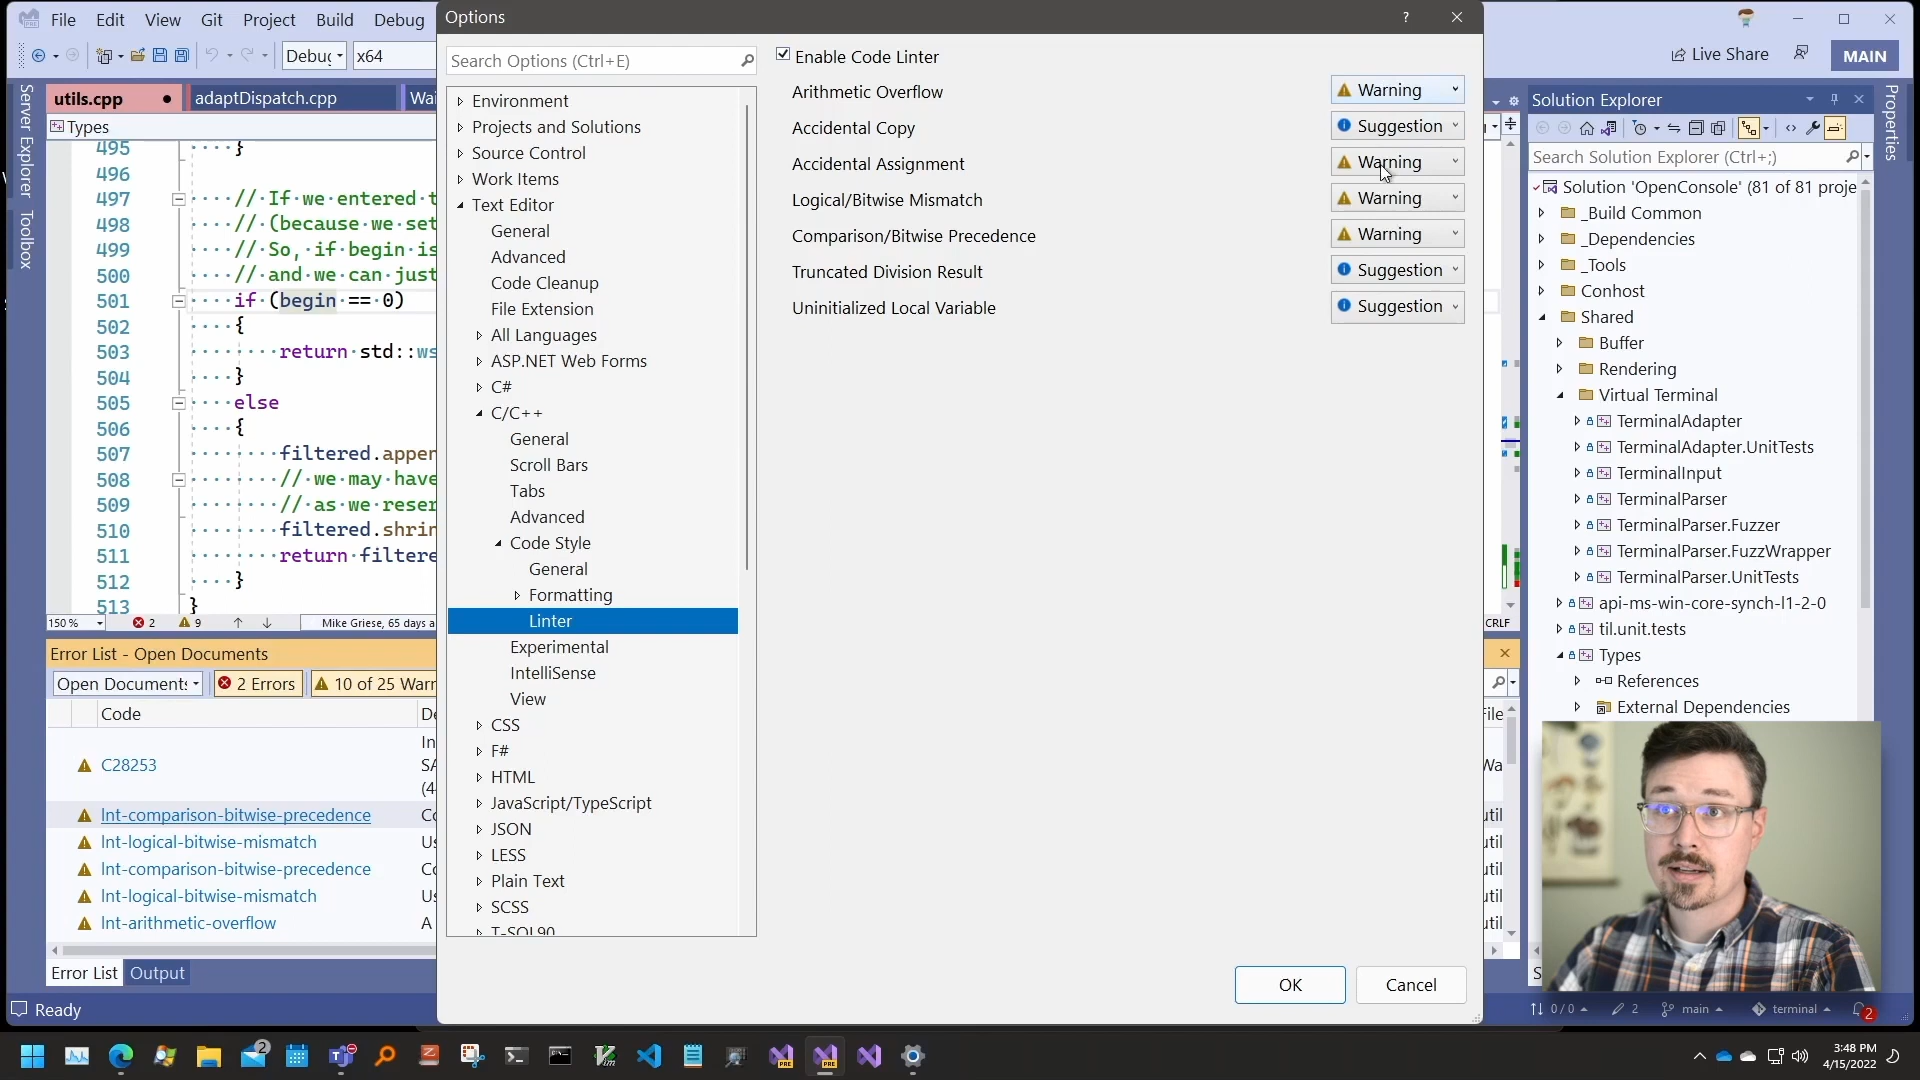 File Edit View Git Project Build Debug
Options
?
Live Share
MAIN
x64
Search Options (Ctrl+E)
Enable Code Linter
Arithmetic Overflow Warning
Accidental Copy Suggestion
Accidental Assignment Warning
Logical/Bitwise Mismatch Warning
Comparison/Bitwise Precedence Warning
Truncated Division Result Suggestion
Uninitialized Local Variable Suggestion
Environment
Projects and Solutions
Source Control
Work Items
Text Editor
General
Advanced
Code Cleanup
File Extension
All Languages
ASP.NET Web Forms
C#
C/C++
General
Scroll Bars
Tabs
Advanced
Code Style
General
Formatting
Linter
Experimental
IntelliSense
View
CSS
F#
HTML
JavaScript/TypeScript
JSON
LESS
Plain Text
SCSS
T-SQL90
OK Cancel
Server Explorer
Toolbox
utils.cpp adaptDispatch.cpp
Types
495 }
496
497 // If we entered
498 // (because we set
499 // So, if begin is
500 // and we can just
501 if (begin == 0)
502 {
503 return std::ws
504 }
505 else
506 {
507 filtered.
508 // we may have
509 // as we
510 filtered.
511 return
512 }
513 }
150 % 2 9 Mike Griese, 65 days
CRLF
Error List - Open Documents
2 Errors 10 of 25
Code
C28253
lnt-comparison-bitwise-precedence
lnt-logical-bitwise-mismatch
lnt-comparison-bitwise-precedence
lnt-logical-bitwise-mismatch
lnt-arithmetic-overflow A
Error List Output
Ready
Solution Explorer
Properties
Search Solution Explorer (Ctrl+;)
Solution 'OpenConsole' (81 of 81
_Build Common
_Dependencies
_Tools
Conhost
Shared
Buffer
Rendering
Virtual Terminal
TerminalAdapter
TerminalAdapter.UnitTests
TerminalInput
TerminalParser
TerminalParser.Fuzzer
TerminalParser.FuzzWrapper
TerminalParser.UnitTests
api-ms-win-core-synch-l1-2-0
til.unit.tests
Types
References
External Dependencies
0 / 0 2 main terminal 2
2
3:48 PM
4/15/2022